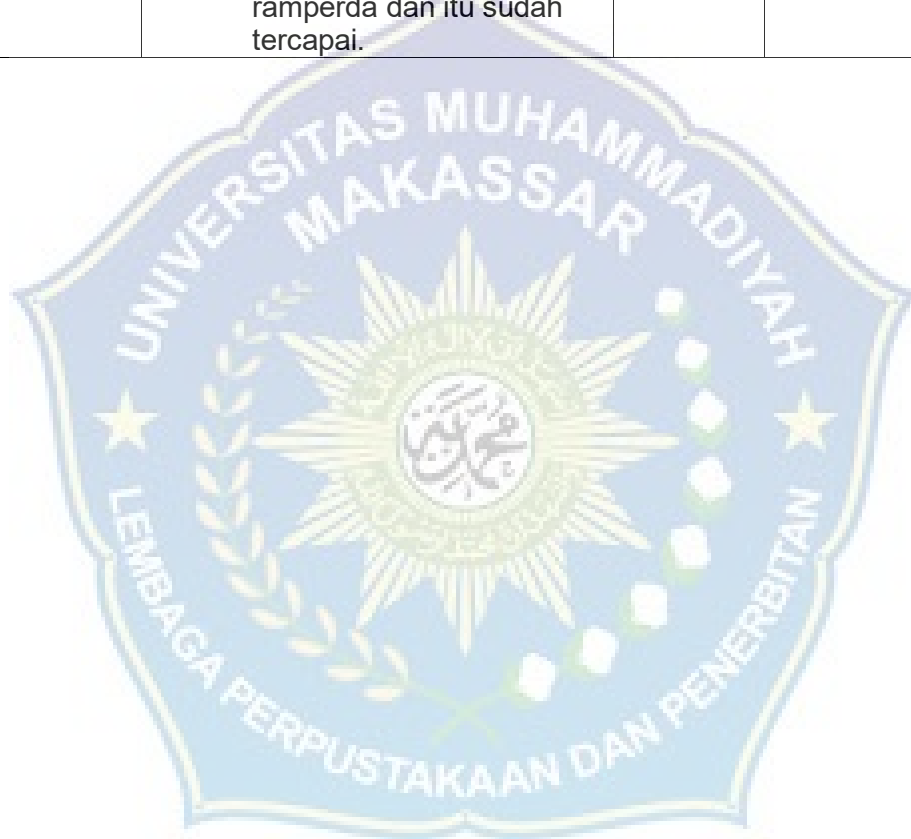 ramperda dan itu sudah
tercapai.
UNIVERSITAS MUHAMMADIYAH
MAKASSAR
LEMBAGA PERPUSTAKAAN DAN PENERBITAN